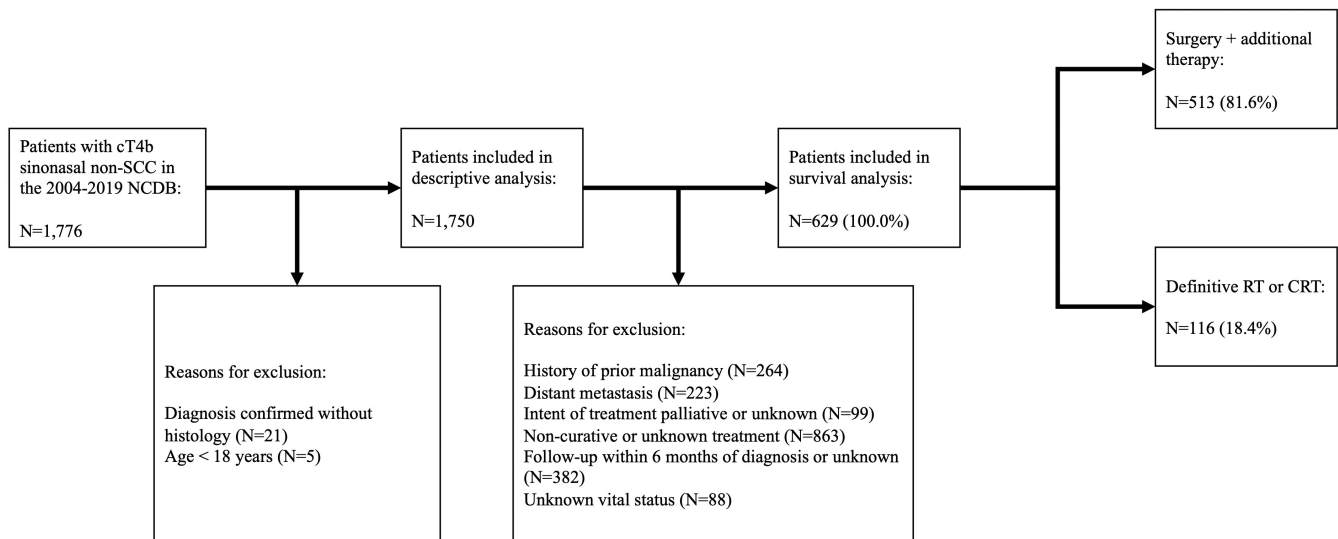 Patients with cT4b
sinonasal non-SCC in
the 2004-2019 NCDB:
N=1,776
Reasons for exclusion:
Diagnosis confirmed without
histology (N=21)
Age < 18 years (N=5)
Patients included in
descriptive analysis:
N=1,750
Reasons for exclusion:
History of prior malignancy (N=264)
Distant metastasis (N=223)
Intent of treatment palliative or unknown (N=99)
Non-curative or unknown treatment (N=863)
Follow-up within 6 months of diagnosis or unknown
(N=382)
Unknown vital status (N=88)
Patients included in
survival analysis:
N=629 (100.0%)
Surgery + additional
therapy:
N=513 (81.6%)
Definitive RT or CRT:
N=116 (18.4%)